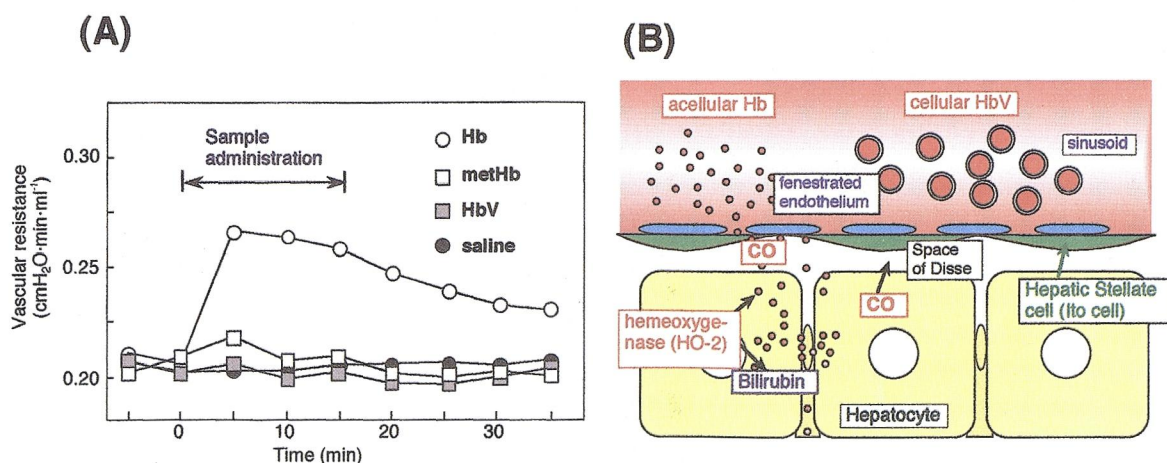 (A)
Vascular resistance
(cmH₂O·min·ml⁻¹)
0.30
0.25
0.20
Sample
administration
Hb
metHb
HbV
saline
0
10
20
30
Time (min)
(B)
acellular Hb
cellular HbV
sinusoid
fenestrated
endothelium
CO
Space
of Disse
CO
Hepatic Stellate
cell (Ito cell)
hemeoxyge-
nase (HO-2)
Bilirubin
Hepatocyte